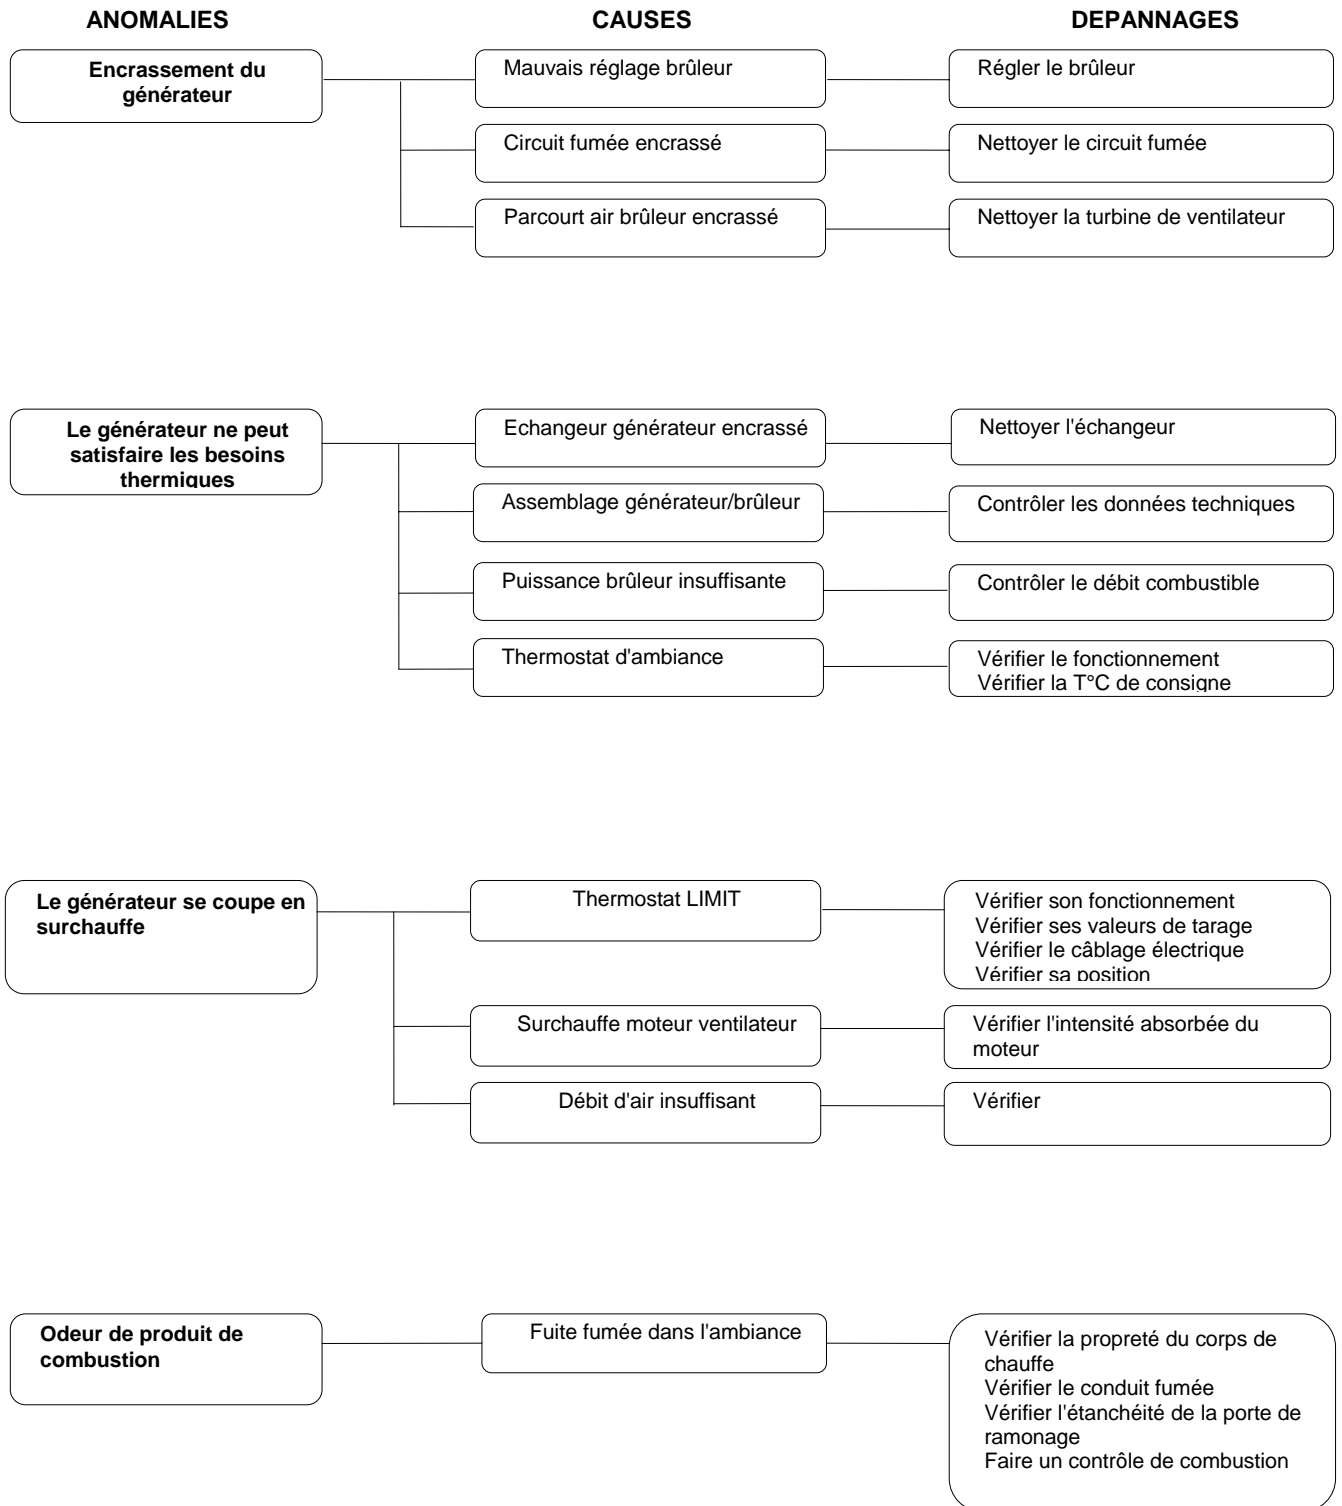 ANOMALIES CAUSES DEPANNAGES
Encrassement du
générateur
Mauvais réglage brûleur
Régler le brûleur
Circuit fumée encrassé
Nettoyer le circuit fumée
Parcourt air brûleur encrassé
Nettoyer la turbine de ventilateur
Le générateur ne peut
satisfaire les besoins
thermiques
Echangeur générateur encrassé
Nettoyer l'échangeur
Assemblage générateur/brûleur
Contrôler les données techniques
Puissance brûleur insuffisante
Contrôler le débit combustible
Thermostat d'ambiance
Vérifier le fonctionnement
Vérifier la T°C de consigne
Le générateur se coupe en
surchauffe
Thermostat LIMIT
Vérifier son fonctionnement
Vérifier ses valeurs de tarage
Vérifier le câblage électrique
Vérifier sa position
Surchauffe moteur ventilateur
Vérifier l'intensité absorbée du
moteur
Débit d'air insuffisant
Vérifier
Odeur de produit de
combustion
Fuite fumée dans l'ambiance
Vérifier la propreté du corps de
chauffe
Vérifier le conduit fumée
Vérifier l'étanchéité de la porte de
ramonage
Faire un contrôle de combustion